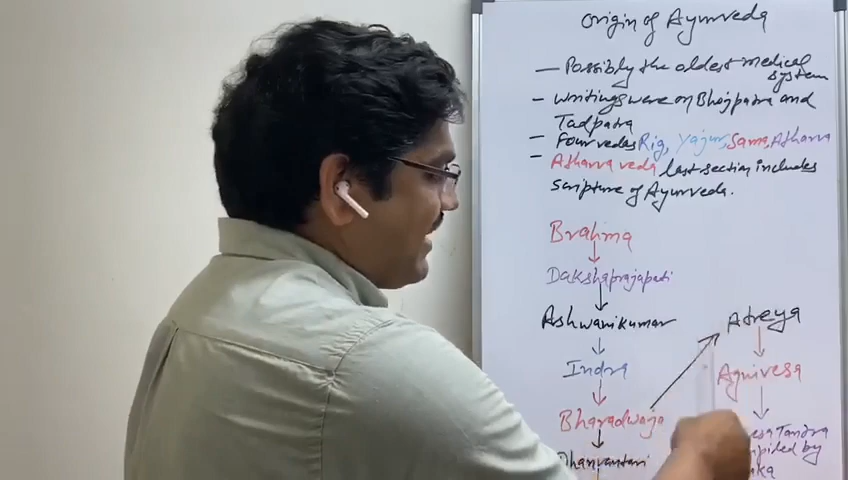 Origin of Ayurveda
- Possibly the oldest medical system
- Writings were on Bhojpatra and
Tadpatra
- Four vedas Rig, Yajur, Sama, Atharva
- Atharva veda last section includes
scripture of Ayurveda.
Brahma
Dakshaprajapati
Ashwanikumar
Indra
Bharadwaja
Dhanvantari
Atreya
Agnivesa
Tantra
by